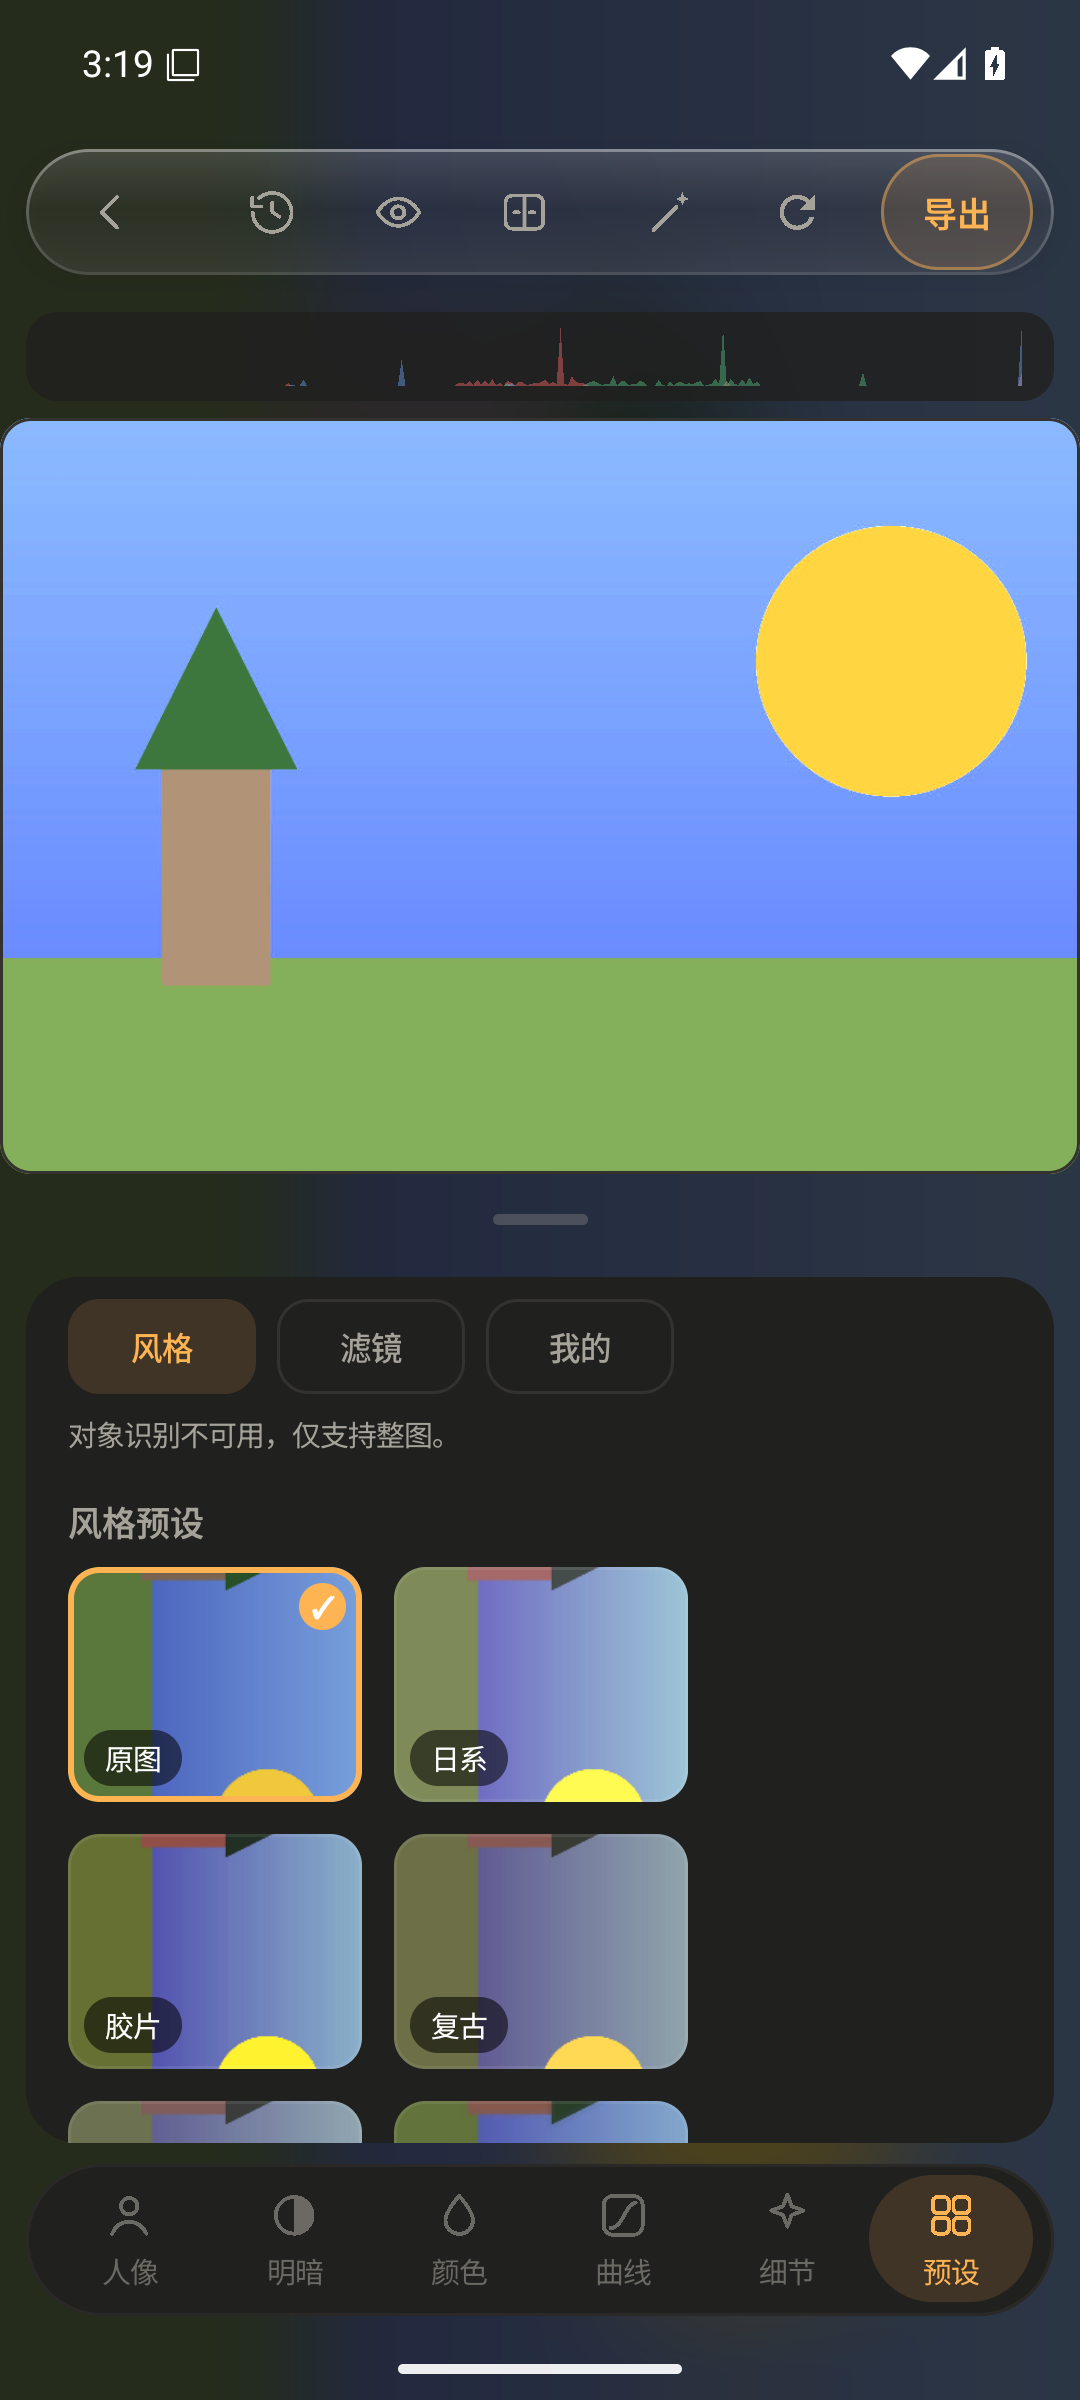 3:19
导出
风格 滤镜 我的
对象识别不可用，仅支持整图。
风格预设
原图 日系
胶片 复古
人像 明暗 颜色 曲线 细节 预设